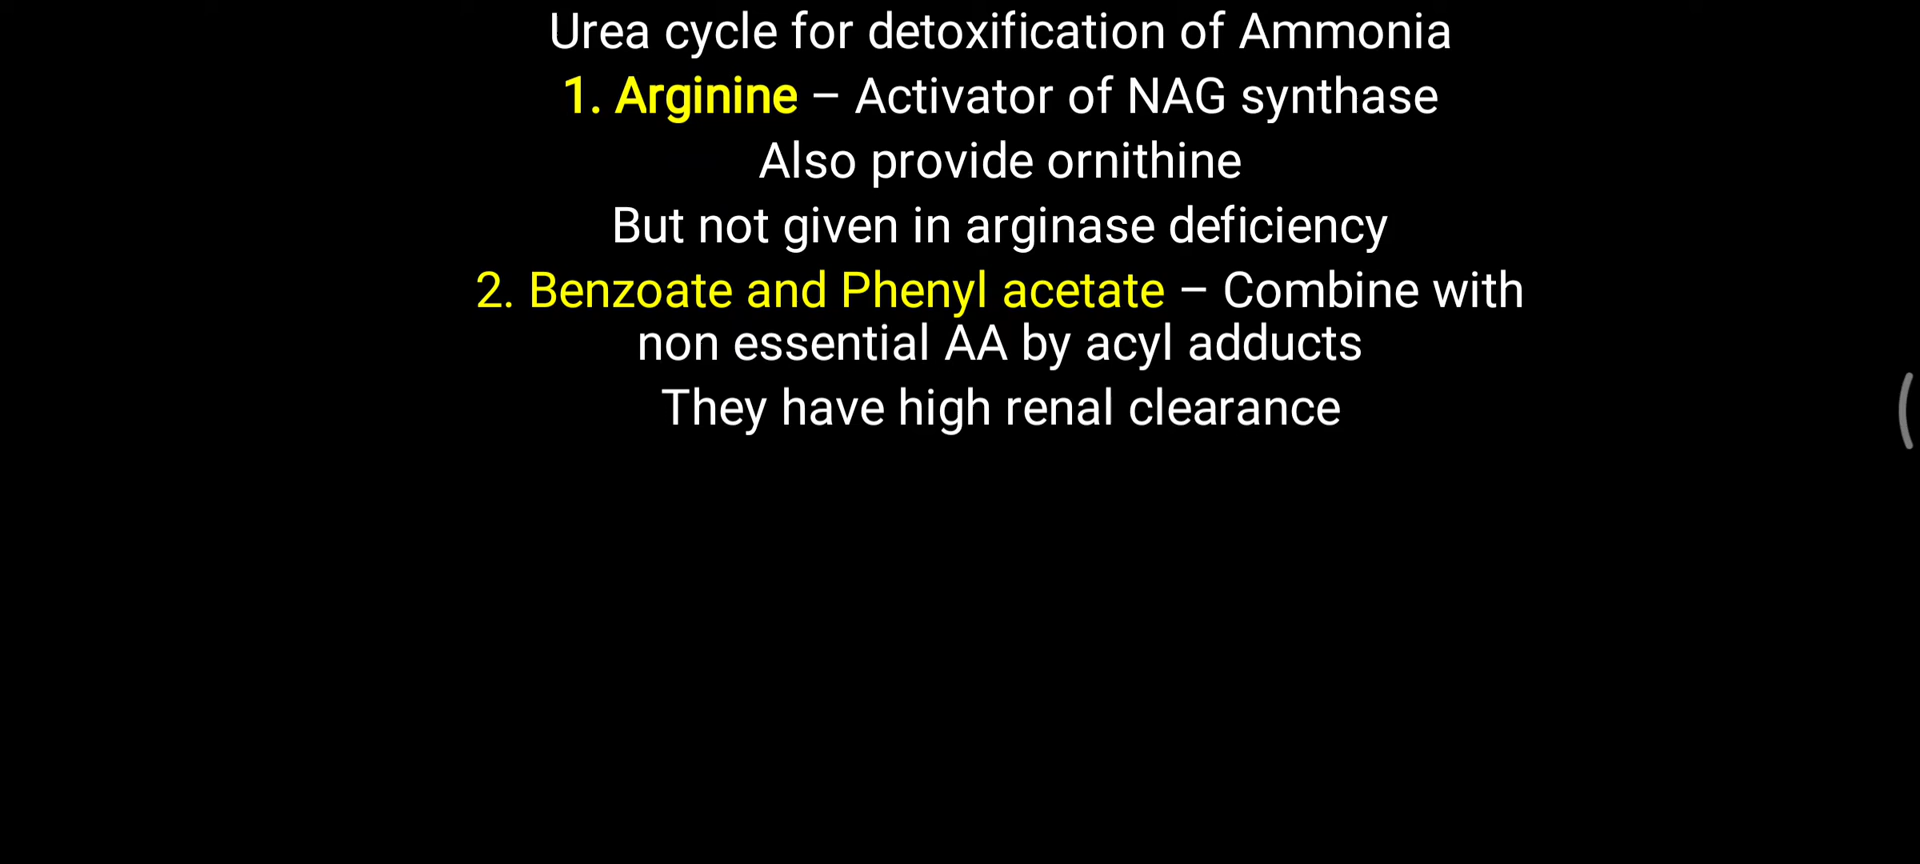 Urea cycle for detoxification of Ammonia
1. Arginine – Activator of NAG synthase
Also provide ornithine
But not given in arginase deficiency
2. Benzoate and Phenyl acetate – Combine with
non essential AA by acyl adducts
They have high renal clearance